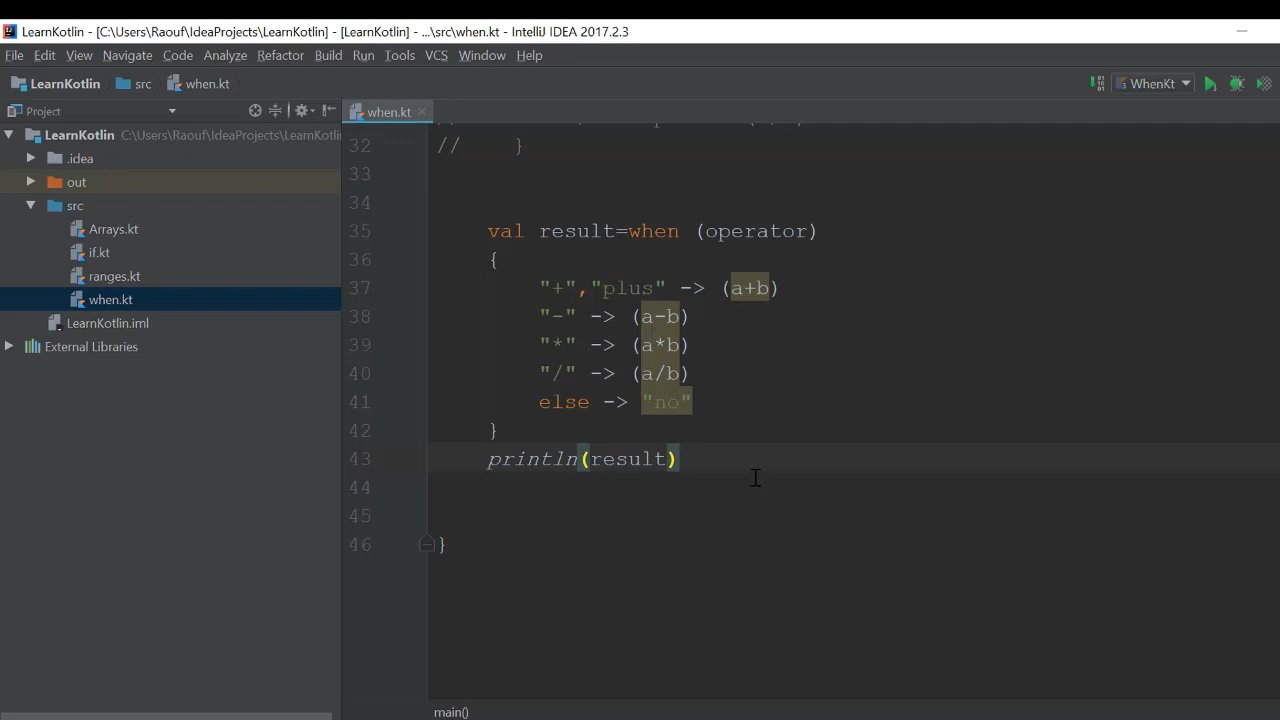 LearnKotlin - [C:\Users\Raouf\IdeaProjects\LearnKotlin] - [LearnKotlin] - ...\src\when.kt - IntelliJ IDEA 2017.2.3
File Edit View Navigate Code Analyze Refactor Build Run Tools VCS Window Help
LearnKotlin src when.kt WhenKt
Project
when.kt
LearnKotlin C:\Users\Raouf\IdeaProjects\LearnKotli
.idea
out
src
Arrays.kt
if.kt
ranges.kt
when.kt
LearnKotlin.iml
External Libraries
32 // }
33
34
35 val result=when (operator)
36 {
37 "+","plus" -> (a+b)
38 "-" -> (a-b)
39 "*" -> (a*b)
40 "/" -> (a/b)
41 else -> "no"
42 }
43 println(result)
44
45
46 }
main()